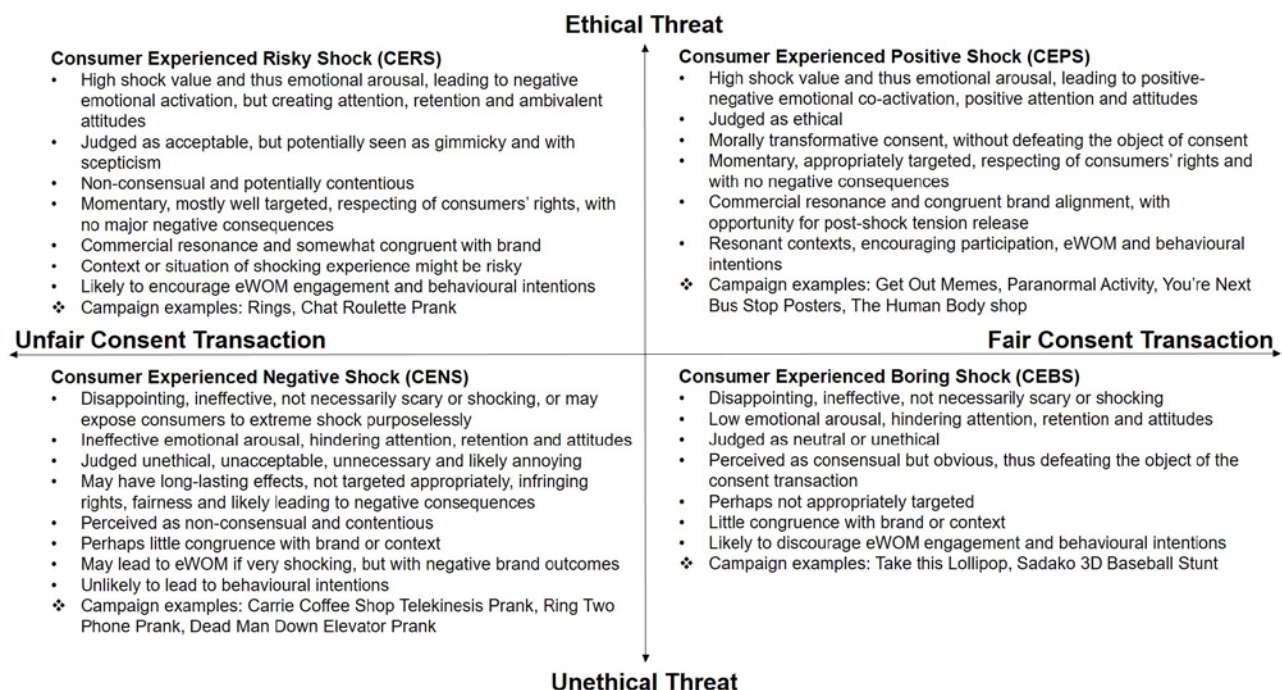 Ethical Threat
Consumer Experienced Risky Shock (CERS)
• High shock value and thus emotional arousal, leading to negative
emotional activation, but creating attention, retention and ambivalent
attitudes
• Judged as acceptable, but potentially seen as gimmicky and with
scepticism
• Non-consensual and potentially contentious
• Momentary, mostly well targeted, respecting of consumers' rights, with
no major negative consequences
• Commercial resonance and somewhat congruent with brand
• Context or situation of shocking experience might be risky
• Likely to encourage eWOM engagement and behavioural intentions
❖ Campaign examples: Rings, Chat Roulette Prank
Consumer Experienced Positive Shock (CEPS)
• High shock value and thus emotional arousal, leading to positive-
negative emotional co-activation, positive attention and attitudes
• Judged as ethical
• Morally transformative consent, without defeating the object of consent
• Momentary, appropriately targeted, respecting of consumers' rights and
with no negative consequences
• Commercial resonance and congruent brand alignment, with
opportunity for post-shock tension release
• Resonant contexts, encouraging participation, eWOM and behavioural
intentions
❖ Campaign examples: Get Out Memes, Paranormal Activity, You're Next
Bus Stop Posters, The Human Body shop
Unfair Consent Transaction
Fair Consent Transaction
Consumer Experienced Negative Shock (CENS)
• Disappointing, ineffective, not necessarily scary or shocking, or may
expose consumers to extreme shock purposelessly
• Ineffective emotional arousal, hindering attention, retention and attitudes
• Judged unethical, unacceptable, unnecessary and likely annoying
• May have long-lasting effects, not targeted appropriately, infringing
rights, fairness and likely leading to negative consequences
• Perceived as non-consensual and contentious
• Perhaps little congruence with brand or context
• May lead to eWOM if very shocking, but with negative brand outcomes
• Unlikely to lead to behavioural intentions
❖ Campaign examples: Carrie Coffee Shop Telekinesis Prank, Ring Two
Phone Prank, Dead Man Down Elevator Prank
Consumer Experienced Boring Shock (CEBS)
• Disappointing, ineffective, not necessarily scary or shocking
• Low emotional arousal, hindering attention, retention and attitudes
• Judged as neutral or unethical
• Perceived as consensual but obvious, thus defeating the object of the
consent transaction
• Perhaps not appropriately targeted
• Little congruence with brand or context
• Likely to discourage eWOM engagement and behavioural intentions
❖ Campaign examples: Take this Lollipop, Sadako 3D Baseball Stunt
Unethical Threat